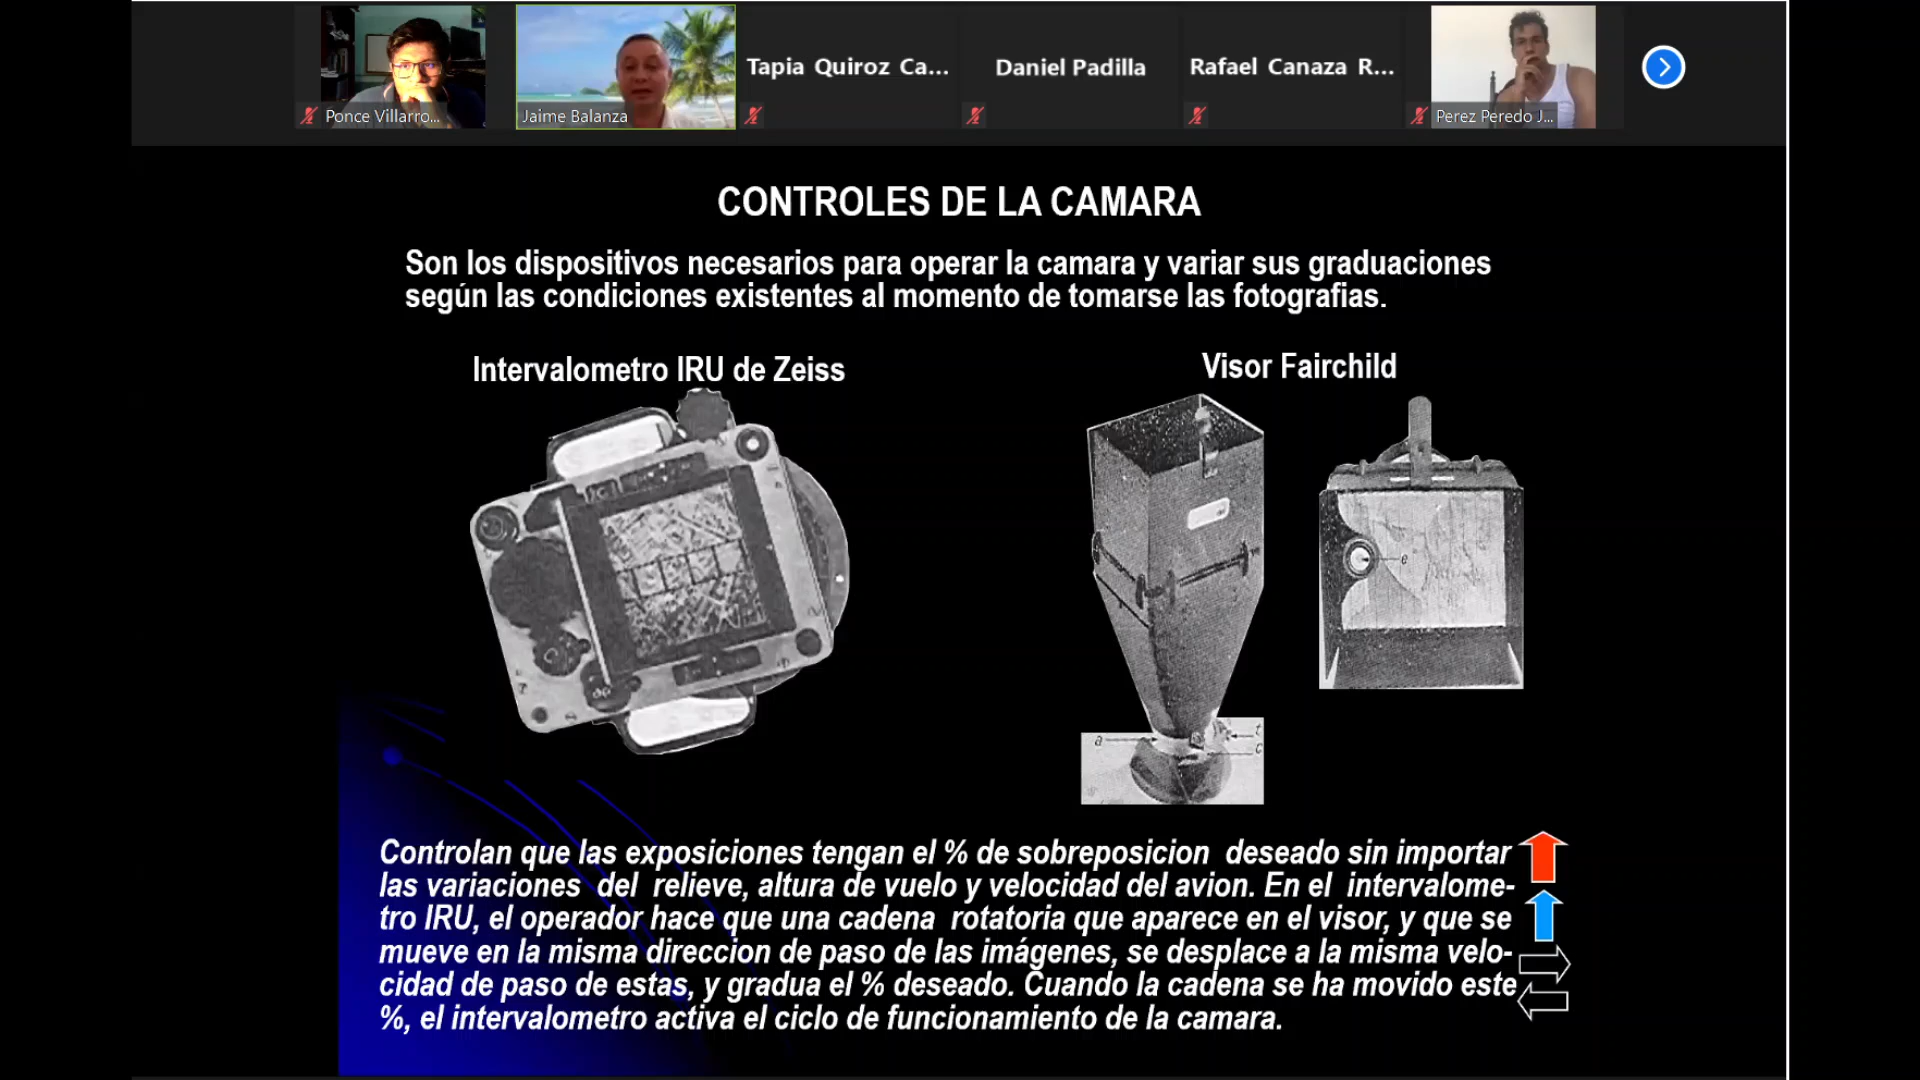 Tapia Quiroz Ca...
Daniel Padilla
Rafael Canaza R...
Ponce Villarro...
Jaime Balanza
Perez Peredo J...
CONTROLES DE LA CAMARA
Son los dispositivos necesarios para operar la camara y variar sus graduaciones
según las condiciones existentes al momento de tomarse las fotografias.
Intervalometro IRU de Zeiss
Visor Fairchild
e
a
t
c
Controlan que las exposiciones tengan el % de sobreposicion deseado sin importar
las variaciones del relieve, altura de vuelo y velocidad del avion. En el intervalome-
tro IRU, el operador hace que una cadena rotatoria que aparece en el visor, y que se
mueve en la misma direccion de paso de las imágenes, se desplace a la misma velo-
cidad de paso de estas, y gradua el % deseado. Cuando la cadena se ha movido este
%, el intervalometro activa el ciclo de funcionamiento de la camara.